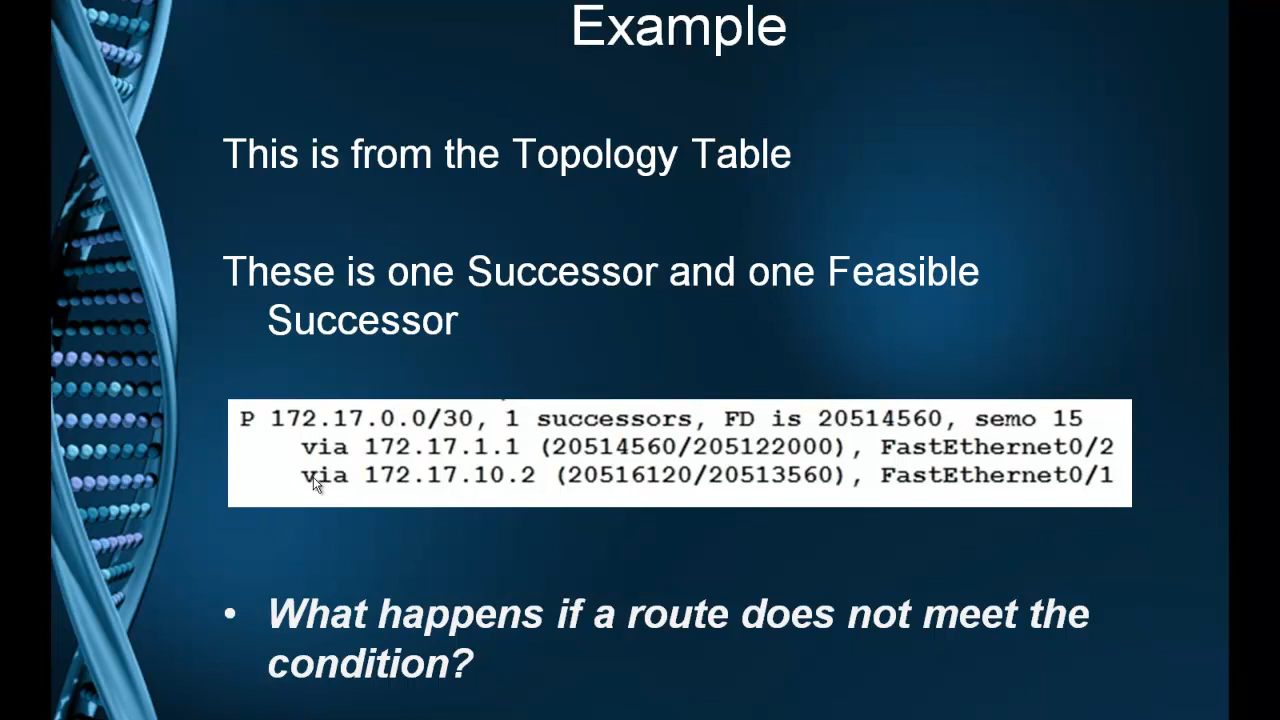 Example
This is from the Topology Table
These is one Successor and one Feasible
Successor
P 172.17.0.0/30, 1 successors, FD is 20514560, semo 15
via 172.17.1.1 (20514560/205122000), FastEthernet0/2
via 172.17.10.2 (20516120/20513560), FastEthernet0/1
• What happens if a route does not meet the
condition?